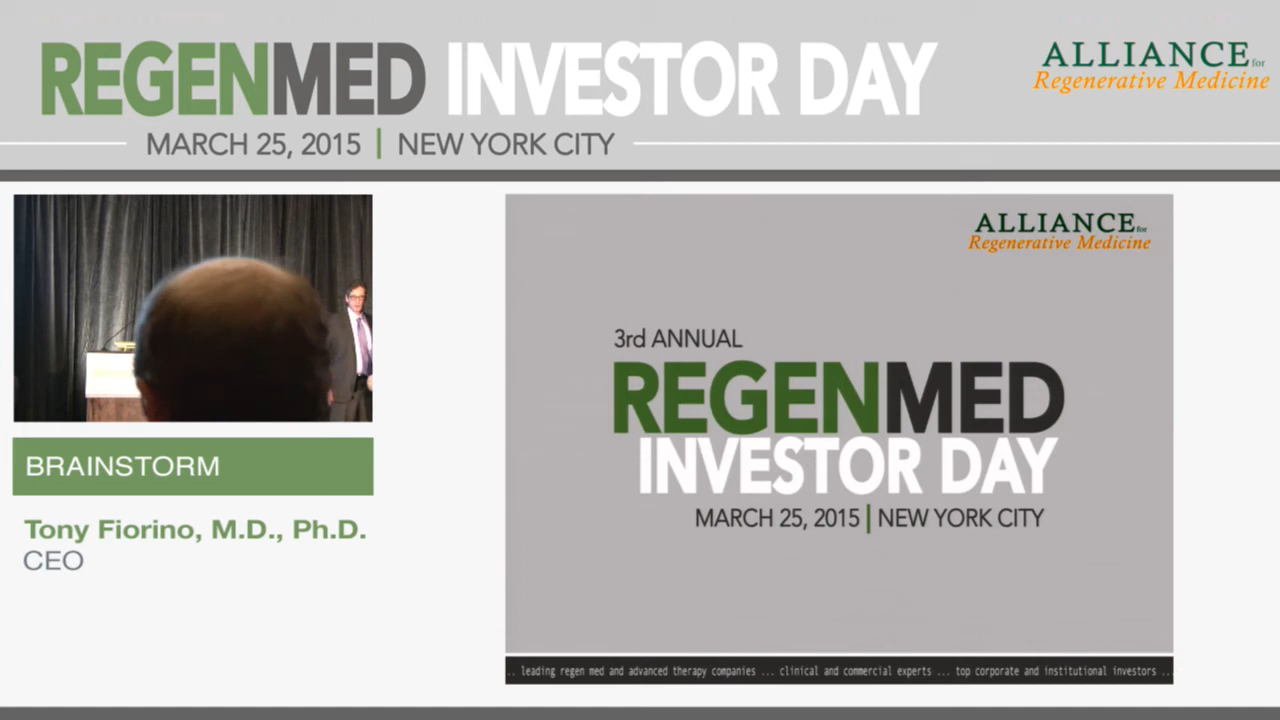 REGENMED INVESTOR DAY
MARCH 25, 2015 | NEW YORK CITY
ALLIANCE for
Regenerative Medicine
BRAINSTORM
Tony Fiorino, M.D., Ph.D.
CEO
ALLIANCE for
Regenerative Medicine
3rd ANNUAL
REGENMED
INVESTOR DAY
MARCH 25, 2015 | NEW YORK CITY
.. leading regen med and advanced therapy companies ... clinical and commercial experts ... top corporate and institutional investors ...